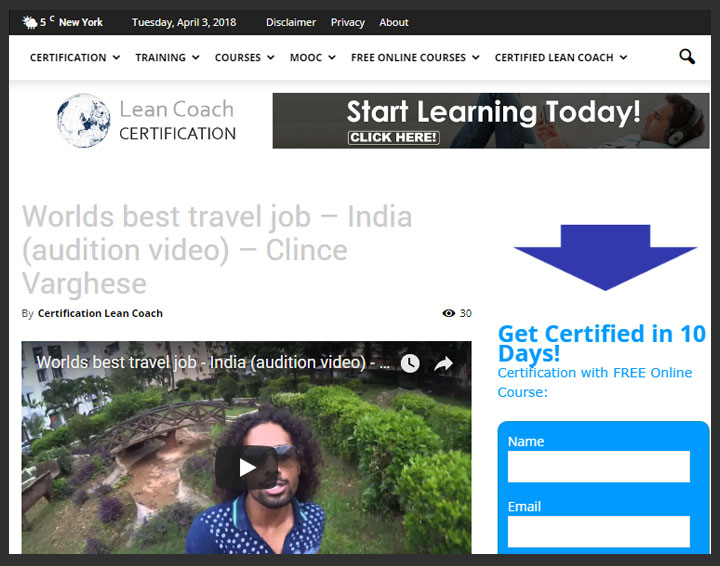 5 C New York Tuesday, April 3, 2018 Disclaimer Privacy About
CERTIFICATION TRAINING COURSES MOOC FREE ONLINE COURSES CERTIFIED LEAN COACH
Lean Coach
CERTIFICATION
Start Learning Today!
CLICK HERE!
Worlds best travel job – India
(audition video) – Clince
Varghese
By Certification Lean Coach 30
Worlds best travel job - India (audition video) - ...
Get Certified in 10
Days!
Certification with FREE Online
Course:
Name
Email